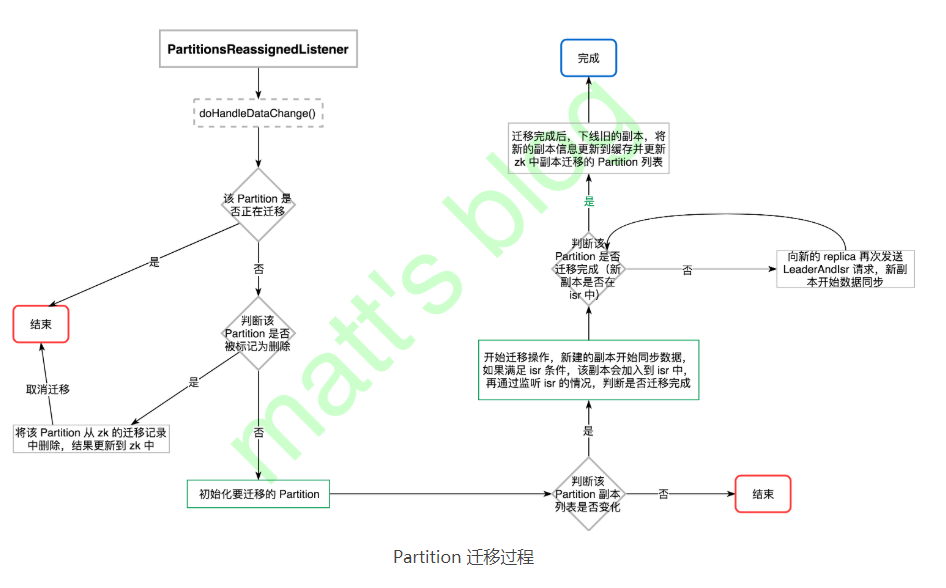 PartitionsReassignedListener
doHandleDataChange()
该 Partition 是
否正在迁移
是
否
结束
判断该
Partition 是否
被标记为删除
取消迁移
是
将该 Partition 从 zk 的迁移记录
中删除，结果更新到 zk 中
否
初始化要迁移的 Partition
判断该
Partition 副本
列表是否变化
否
结束
是
开始迁移操作，新建的副本开始同步数据，
如果满足 isr 条件，该副本会加入到 isr 中，
再通过监听 isr 的情况，判断是否迁移完成
判断该
Partition 是否
迁移完成（新
副本是否在
isr 中）
否
向新的 replica 再次发送
LeaderAndIsr 请求，新副
本开始数据同步
是
迁移完成后，下线旧的副本，将
新的副本信息更新到缓存并更新
zk 中副本迁移的 Partition 列表
完成
matt's blog
Partition 迁移过程